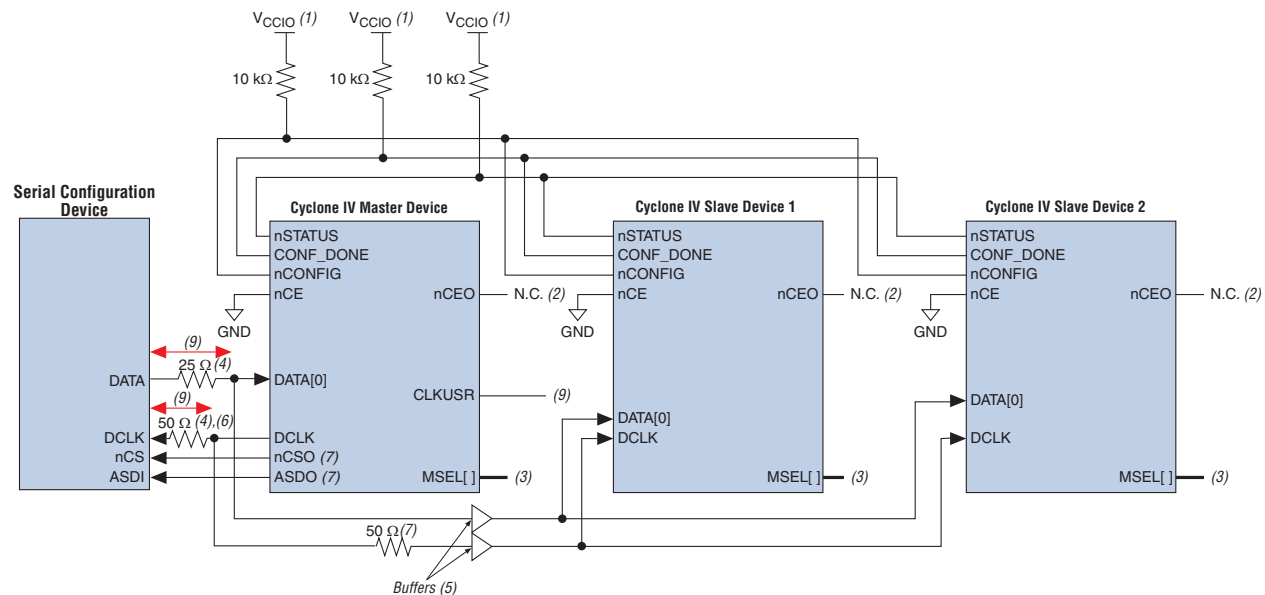 VCCIO (1) VCCIO (1) VCCIO (1)
10 kΩ 10 kΩ 10 kΩ
Serial Configuration
Device
DATA
DCLK
nCS
ASDI
(9)
25 Ω (4)
(9)
50 Ω (4),(6)
Cyclone IV Master Device
nSTATUS
CONF_DONE
nCONFIG
nCE
nCEO
N.C. (2)
GND
DATA[0]
CLKUSR
(9)
DCLK
nCSO (7)
ASDO (7)
MSEL[ ]
(3)
Cyclone IV Slave Device 1
nSTATUS
CONF_DONE
nCONFIG
nCE
nCEO
N.C. (2)
GND
DATA[0]
DCLK
MSEL[ ]
(3)
Cyclone IV Slave Device 2
nSTATUS
CONF_DONE
nCONFIG
nCE
nCEO
N.C. (2)
GND
DATA[0]
DCLK
MSEL[ ]
(3)
50 Ω (7)
Buffers (5)